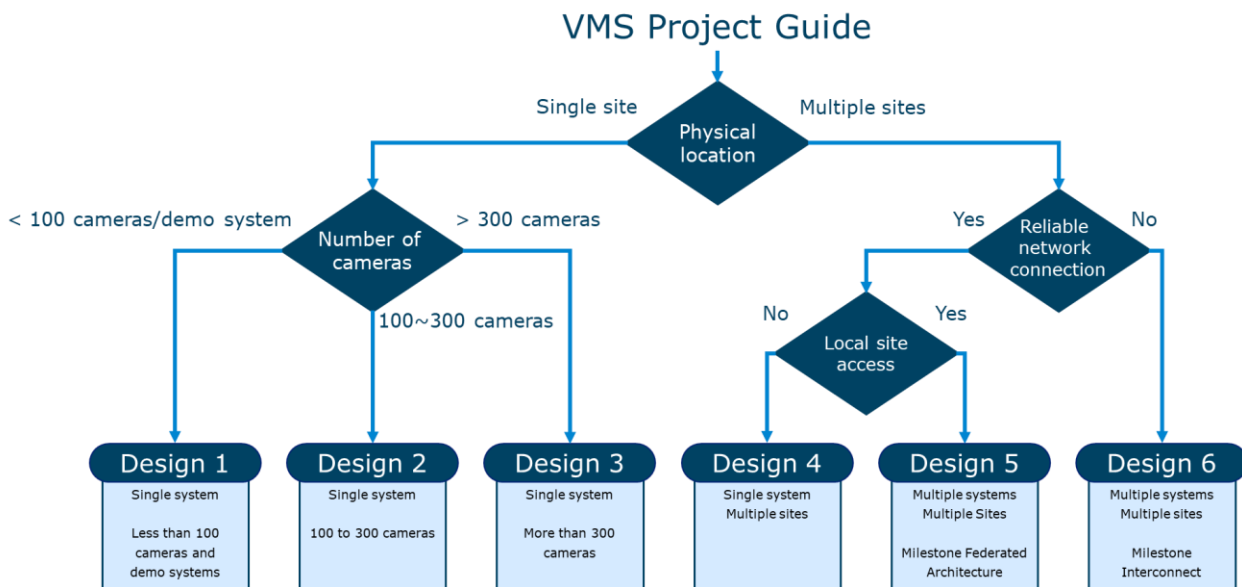 VMS Project Guide
Single site
Multiple sites
Physical
location
< 100 cameras/demo system
> 300 cameras
Number of
cameras
100~300 cameras
Yes
No
Reliable
network
connection
No
Yes
Local site
access
Design 1
Single system
Less than 100
cameras and
demo systems
Design 2
Single system
100 to 300 cameras
Design 3
Single system
More than 300
cameras
Design 4
Single system
Multiple sites
Design 5
Multiple systems
Multiple Sites
Milestone Federated
Architecture
Design 6
Multiple systems
Multiple sites
Milestone
Interconnect